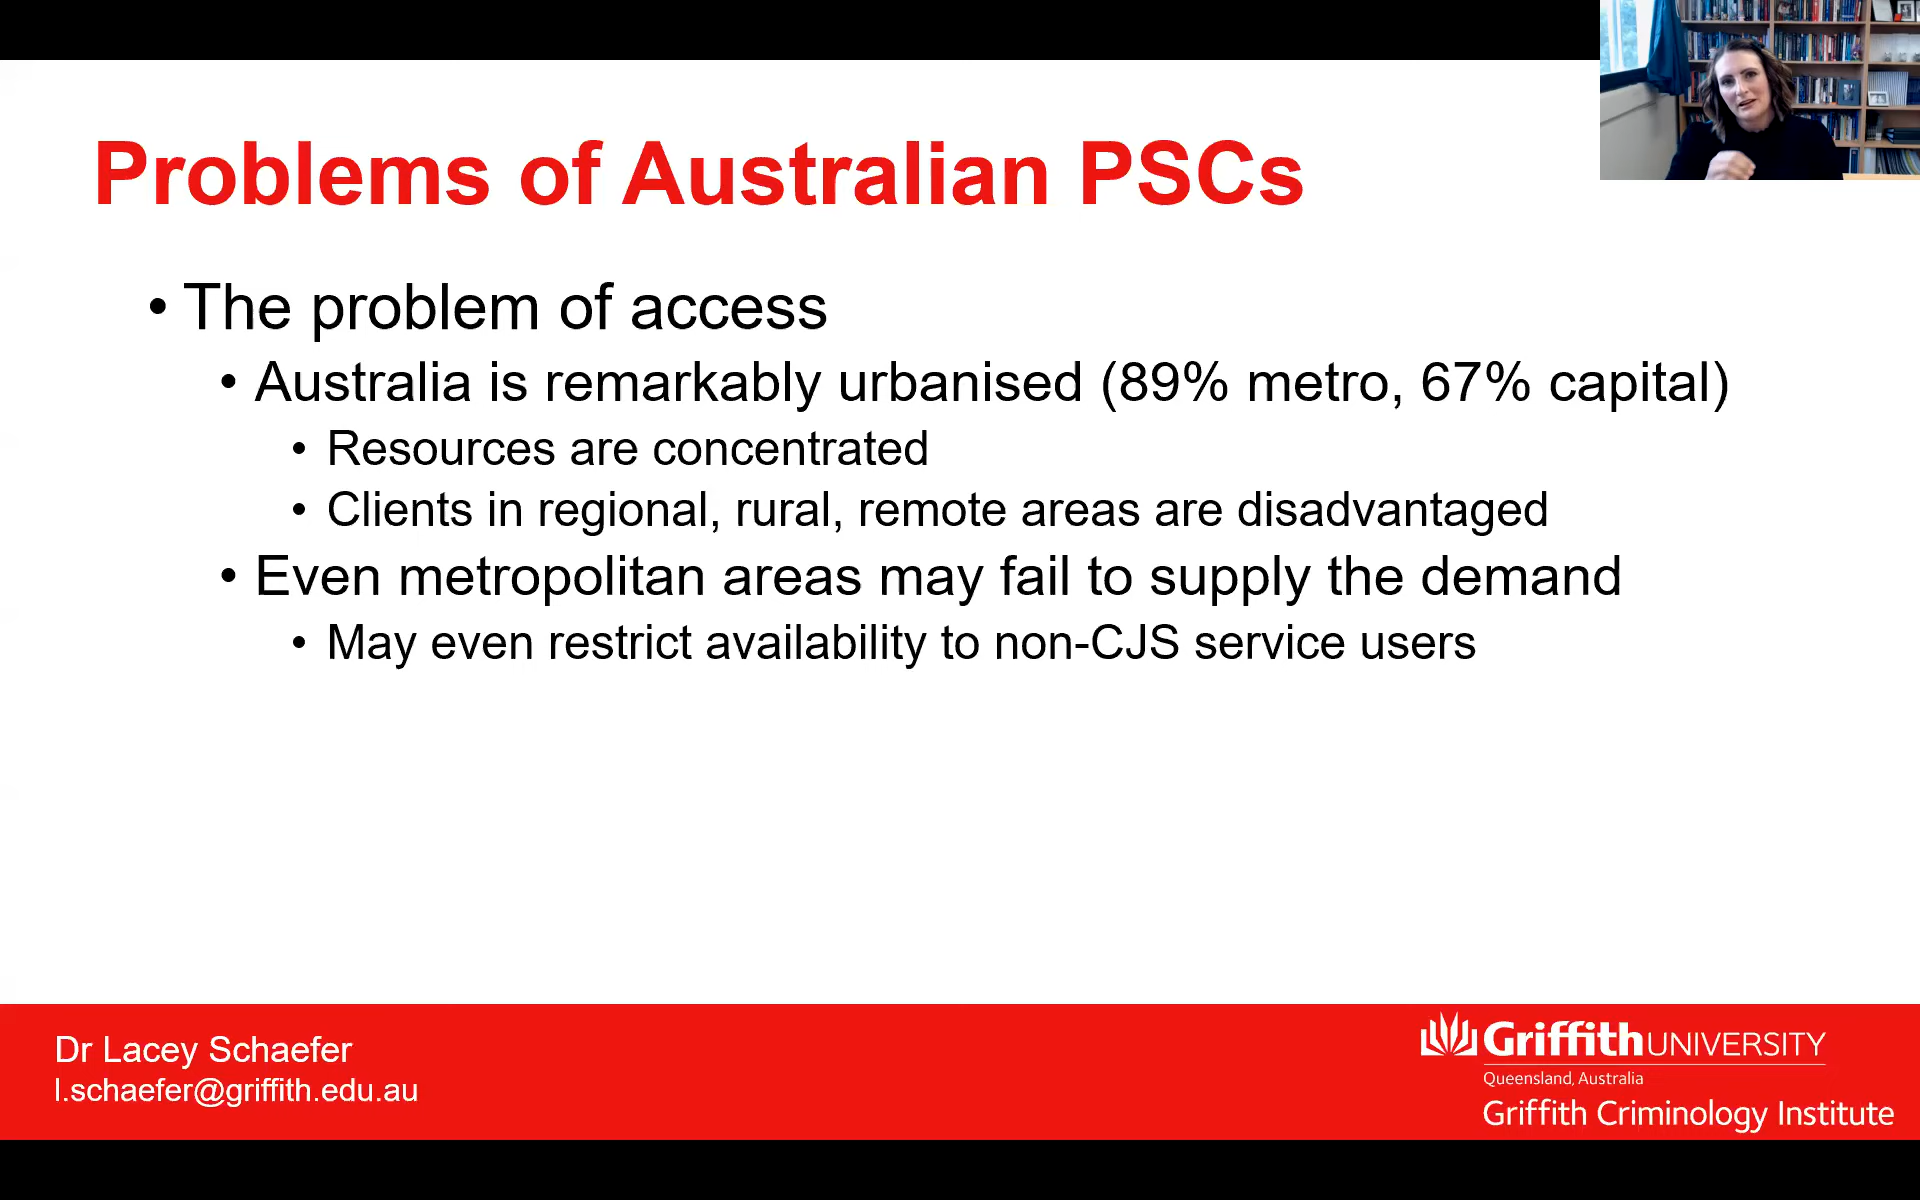 Problems of Australian PSCs
• The problem of access
• Australia is remarkably urbanised (89% metro, 67% capital)
• Resources are concentrated
• Clients in regional, rural, remote areas are disadvantaged
• Even metropolitan areas may fail to supply the demand
• May even restrict availability to non-CJS service users
Dr Lacey Schaefer
l.schaefer@griffith.edu.au
Griffith UNIVERSITY
Queensland, Australia
Griffith Criminology Institute